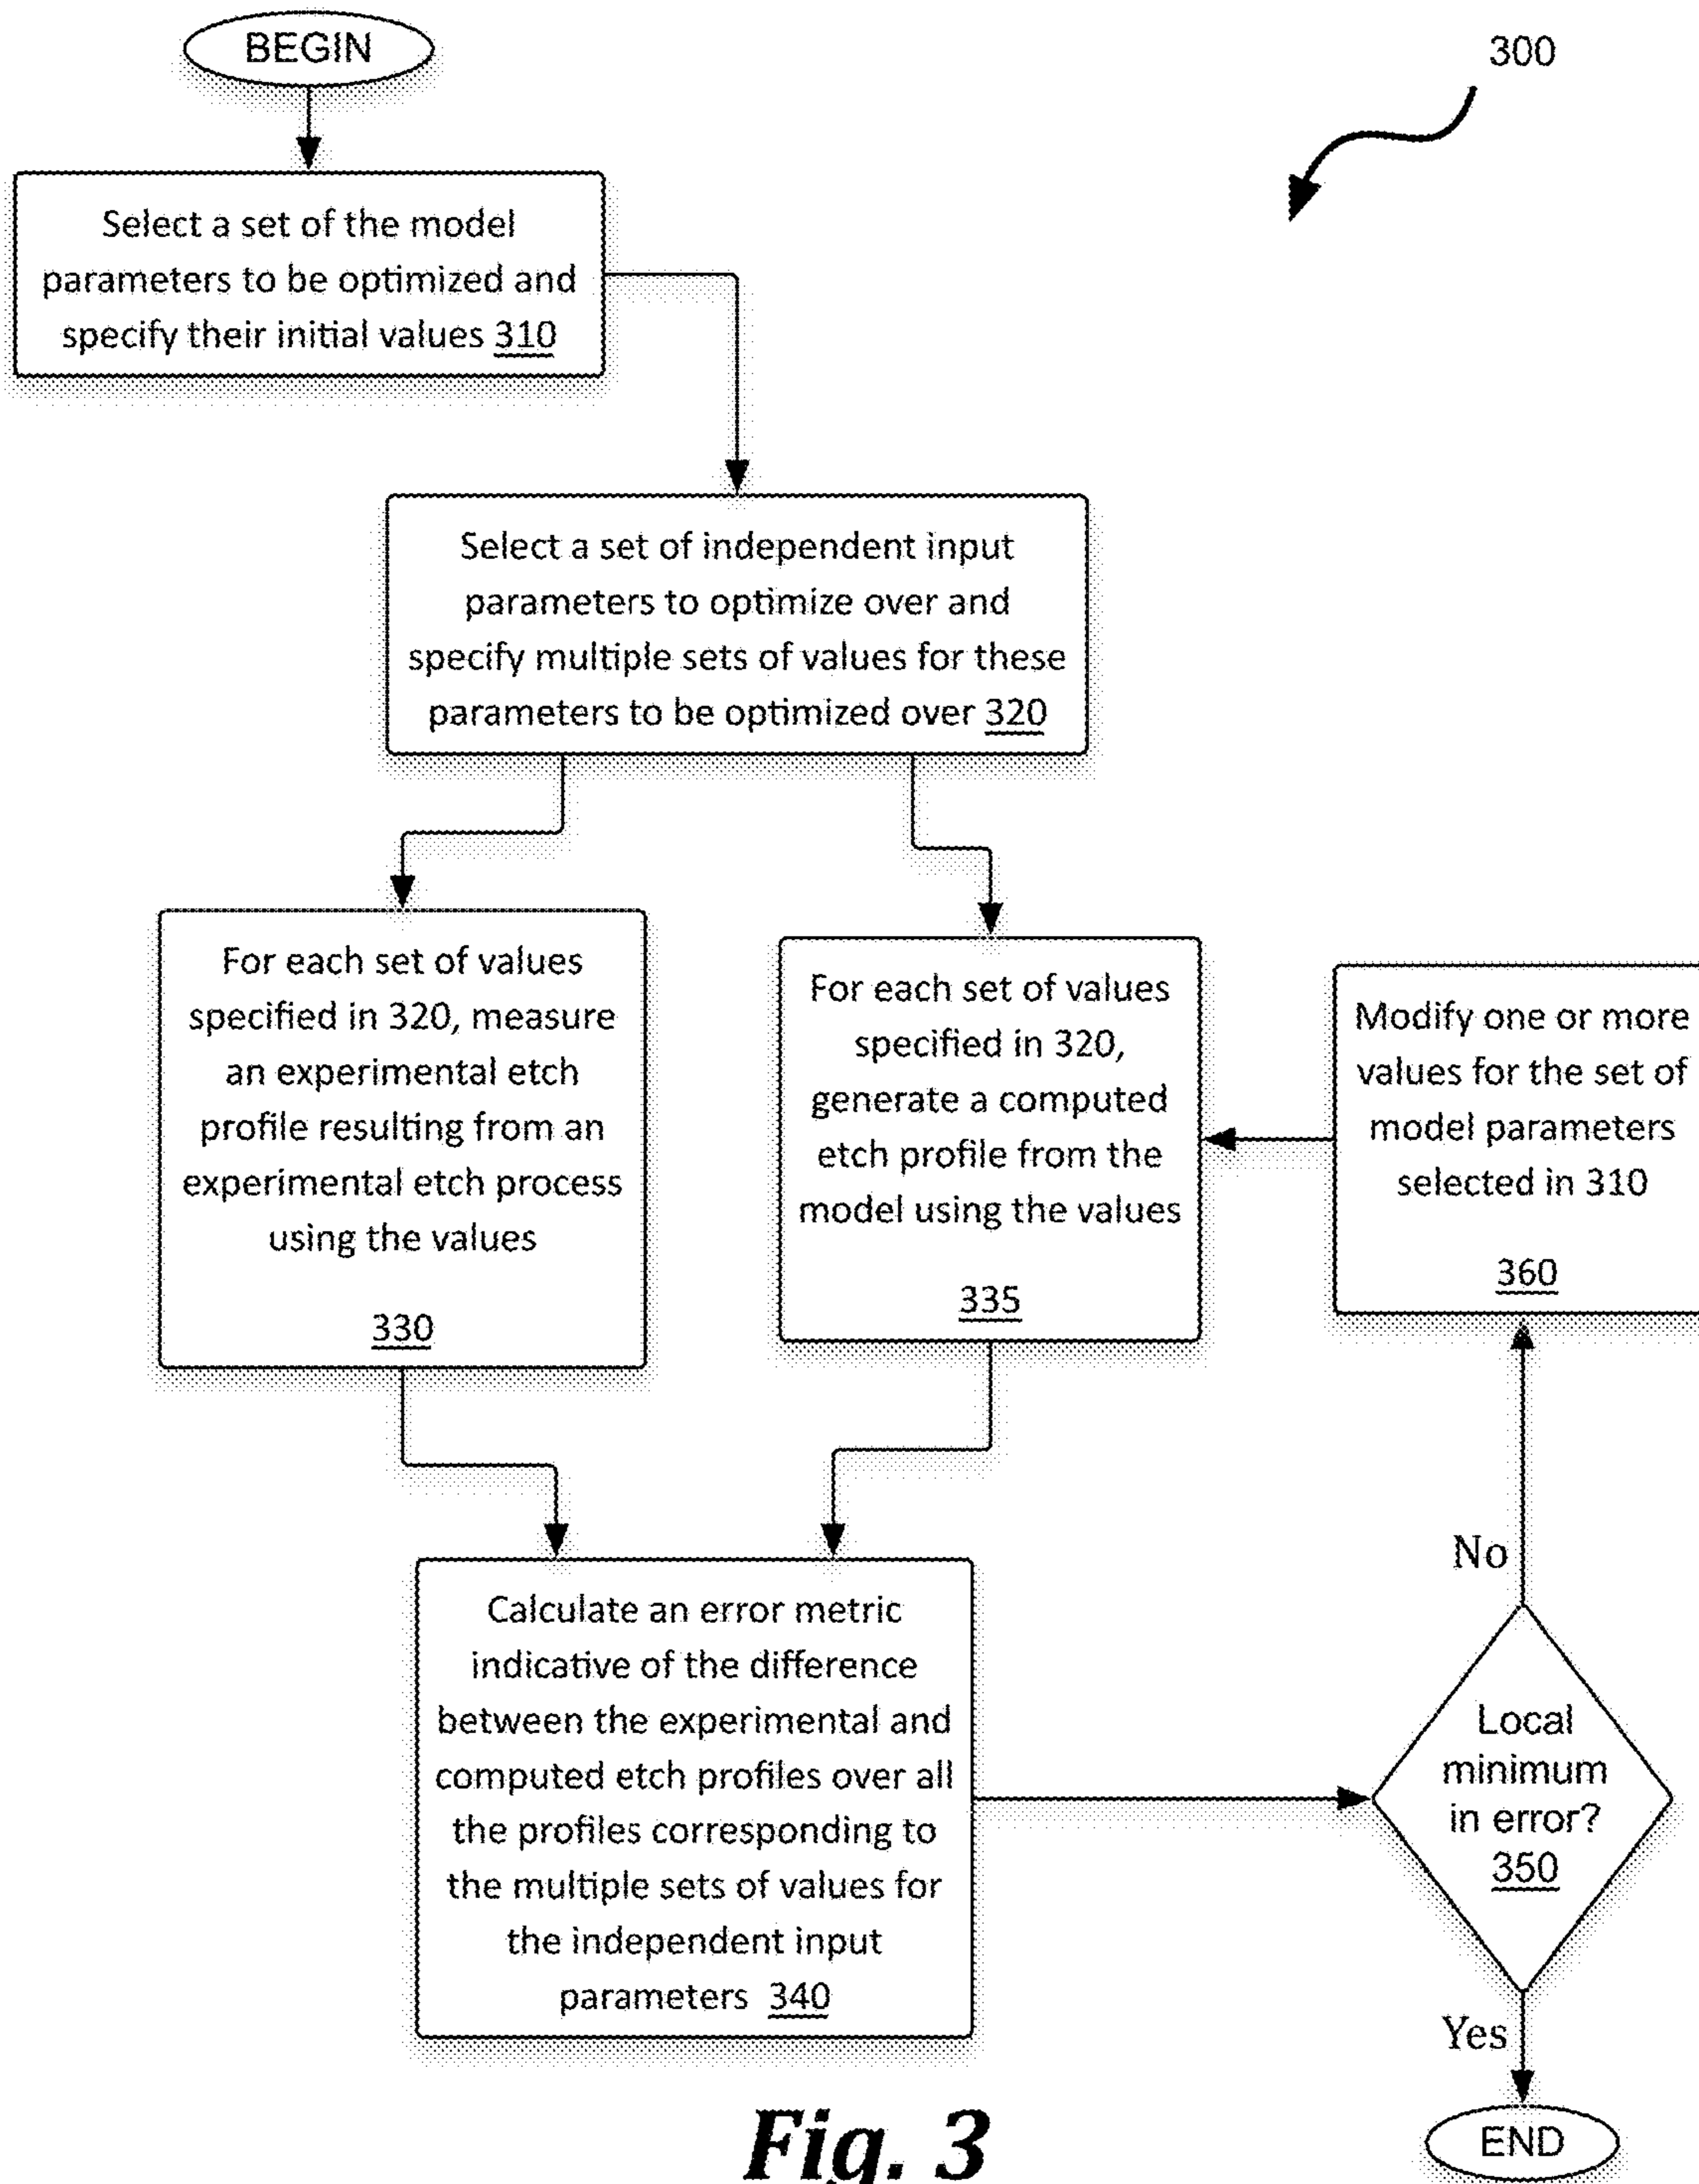 BEGIN
300
Select a set of the model
parameters to be optimized and
specify their initial values 310
Select a set of independent input
parameters to optimize over and
specify multiple sets of values for these
parameters to be optimized over 320
For each set of values
specified in 320, measure
an experimental etch
profile resulting from an
experimental etch process
using the values
330
For each set of values
specified in 320,
generate a computed
etch profile from the
model using the values
335
Modify one or more
values for the set of
model parameters
selected in 310
360
Calculate an error metric
indicative of the difference
between the experimental and
computed etch profiles over all
the profiles corresponding to
the multiple sets of values for
the independent input
parameters 340
No
Local
minimum
in error?
350
Yes
END
Fig. 3